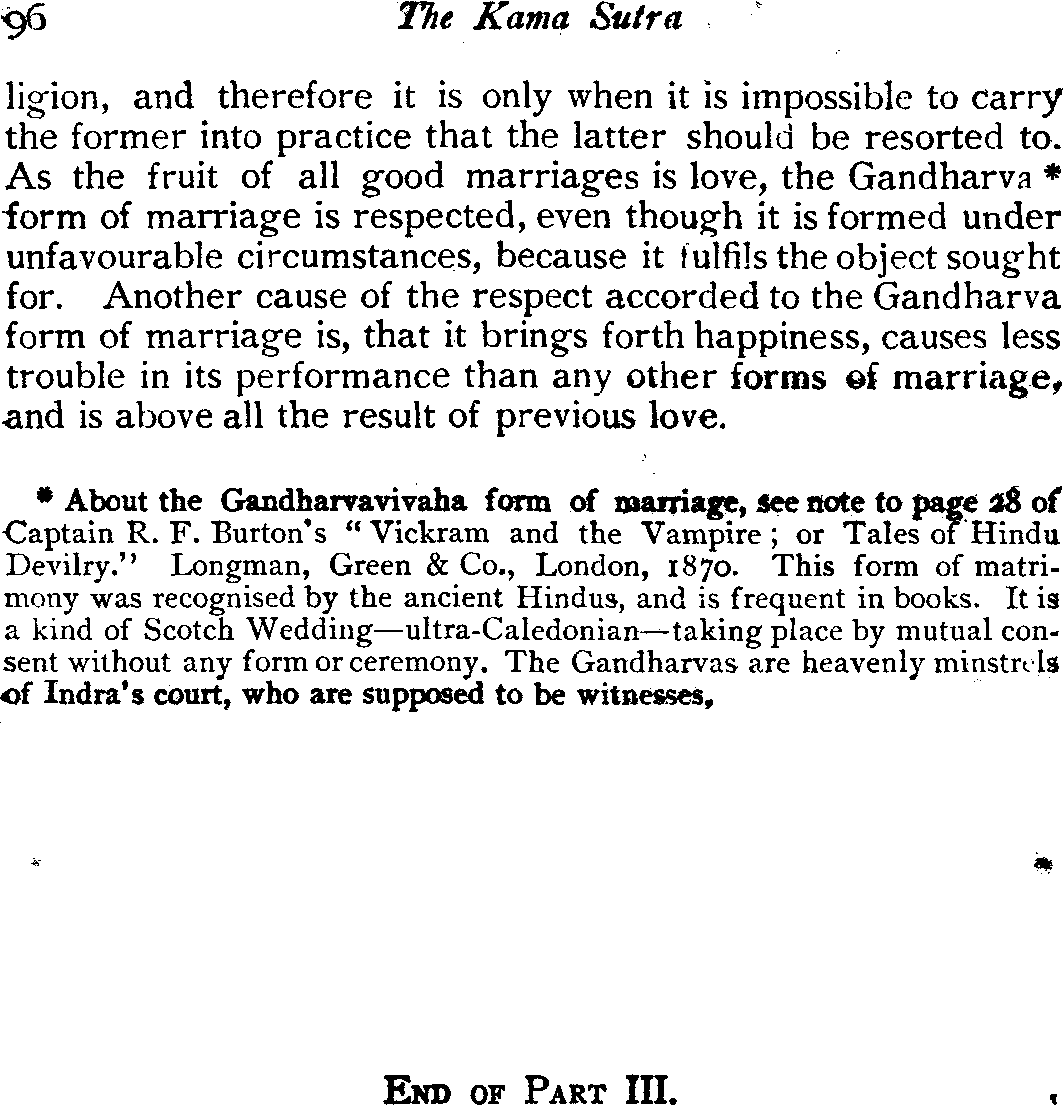 96 The Kama Sutra
ligion, and therefore it is only when it is impossible to carry
the former into practice that the latter should be resorted to.
As the fruit of all good marriages is love, the Gandharva *
form of marriage is respected, even though it is formed under
unfavourable circumstances, because it fulfils the object sought
for. Another cause of the respect accorded to the Gandharva
form of marriage is, that it brings forth happiness, causes less
trouble in its performance than any other forms of marriage,
and is above all the result of previous love.
* About the Gandharvavivaha form of marriage, see note to page 28 of
Captain R. F. Burton's “Vickram and the Vampire; or Tales of Hindu
Devilry.” Longman, Green & Co., London, 1870. This form of matri-
mony was recognised by the ancient Hindus, and is frequent in books. It is
a kind of Scotch Wedding—ultra-Caledonian—taking place by mutual con-
sent without any form or ceremony. The Gandharvas are heavenly minstrels
of Indra's court, who are supposed to be witnesses,
END OF PART III.